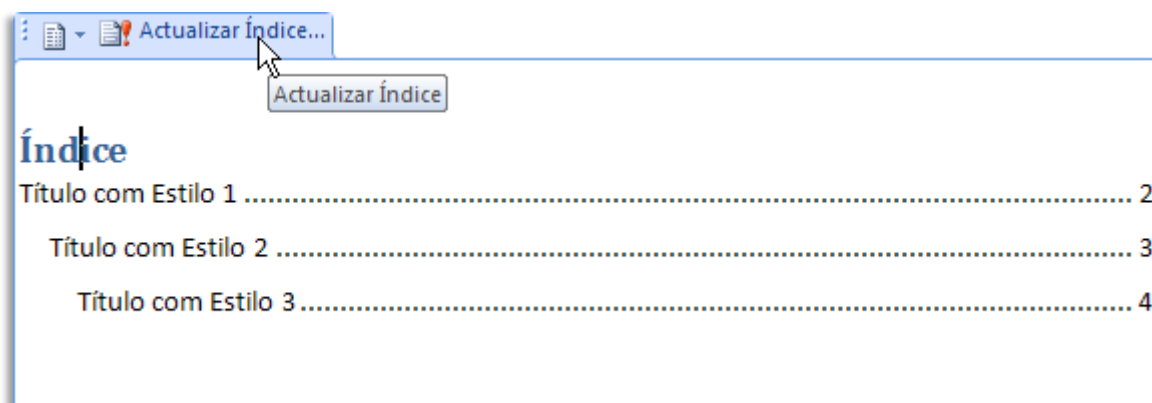 Actualizar Índice...
Actualizar Índice
Índice
Título com Estilo 1 ........................................................................................................ 2
Título com Estilo 2 .................................................................................................... 3
Título com Estilo 3 ................................................................................................ 4